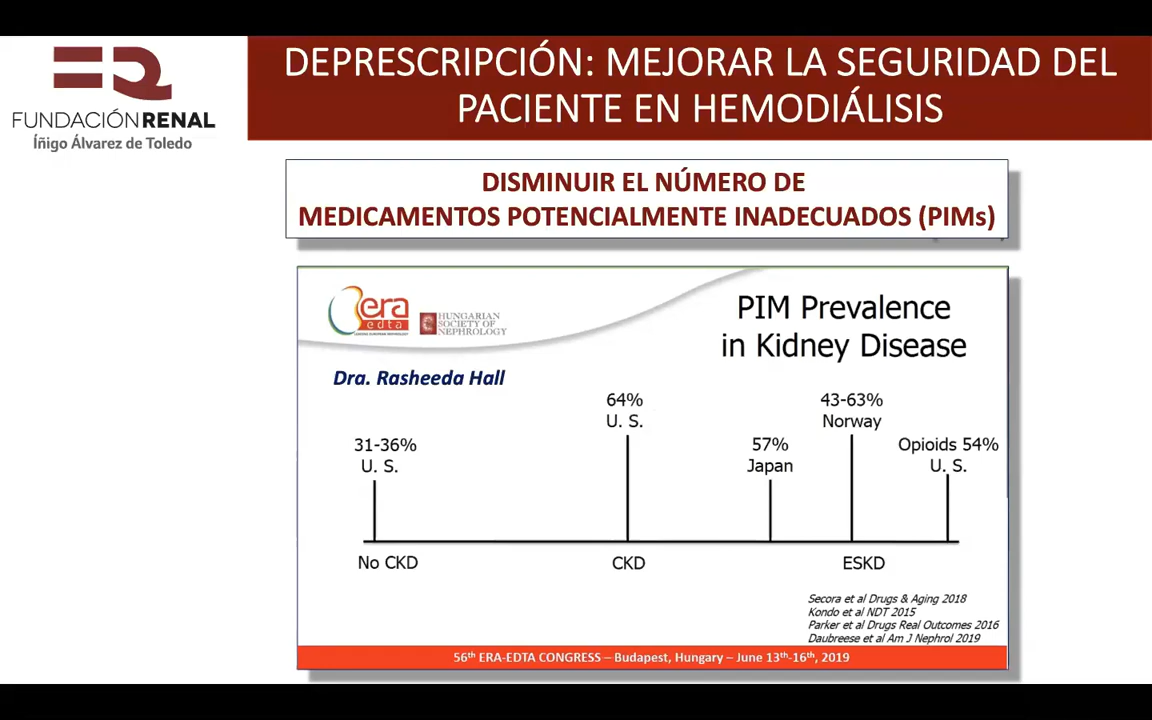 FUNDACIÓNRENAL
Íñigo Álvarez de Toledo
DEPRESCRIPCIÓN: MEJORAR LA SEGURIDAD DEL
PACIENTE EN HEMODIÁLISIS
DISMINUIR EL NÚMERO DE
MEDICAMENTOS POTENCIALMENTE INADECUADOS (PIMs)
era
edta
HUNGARIAN
SOCIETY OF
NEPHROLOGY
PIM Prevalence
in Kidney Disease
Dra. Rasheeda Hall
31-36%
U. S.
64%
U. S.
57%
Japan
43-63%
Norway
Opioids 54%
U. S.
No CKD
CKD
ESKD
Secora et al Drugs & Aging 2018
Kondo et al NDT 2015
Parker et al Drugs Real Outcomes 2016
Daubreese et al Am J Nephrol 2019
56th ERA-EDTA CONGRESS – Budapest, Hungary – June 13th-16th, 2019